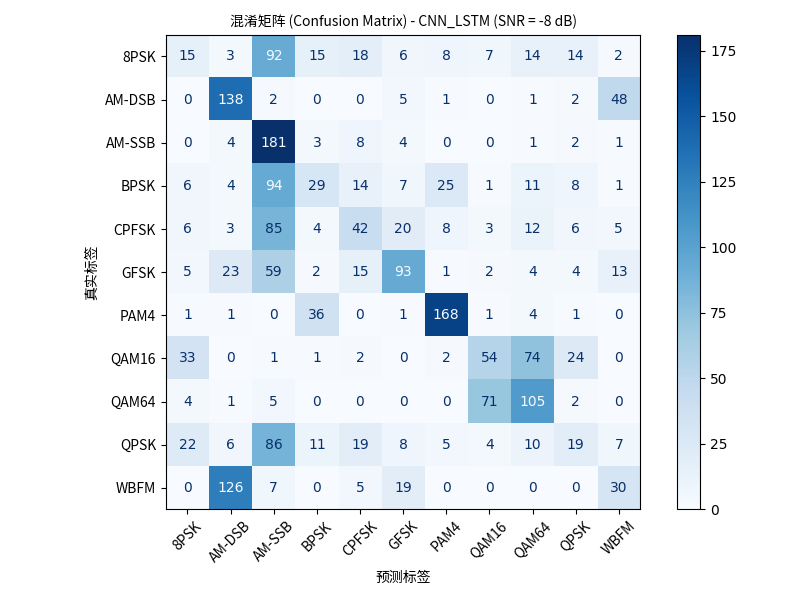 混淆矩阵 (Confusion Matrix) - CNN_LSTM (SNR = -8 dB)
真实标签
8PSK 15 3 92 15 18 6 8 7 14 14 2
AM-DSB 0 138 2 0 0 5 1 0 1 2 48
AM-SSB 0 4 181 3 8 4 0 0 1 2 1
BPSK 6 4 94 29 14 7 25 1 11 8 1
CPFSK 6 3 85 4 42 20 8 3 12 6 5
GFSK 5 23 59 2 15 93 1 2 4 4 13
PAM4 1 1 0 36 0 1 168 1 4 1 0
QAM16 33 0 1 1 2 0 2 54 74 24 0
QAM64 4 1 5 0 0 0 0 71 105 2 0
QPSK 22 6 86 11 19 8 5 4 10 19 7
WBFM 0 126 7 0 5 19 0 0 0 0 30
8PSK AM-DSB AM-SSB BPSK CPFSK GFSK PAM4 QAM16 QAM64 QPSK WBFM
预测标签
175
150
125
100
75
50
25
0